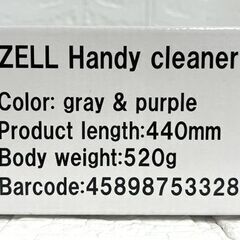 ZELL Handy cleaner
Color: gray & purple
Product length:440mm
Body weight:520g
Barcode:45898753328